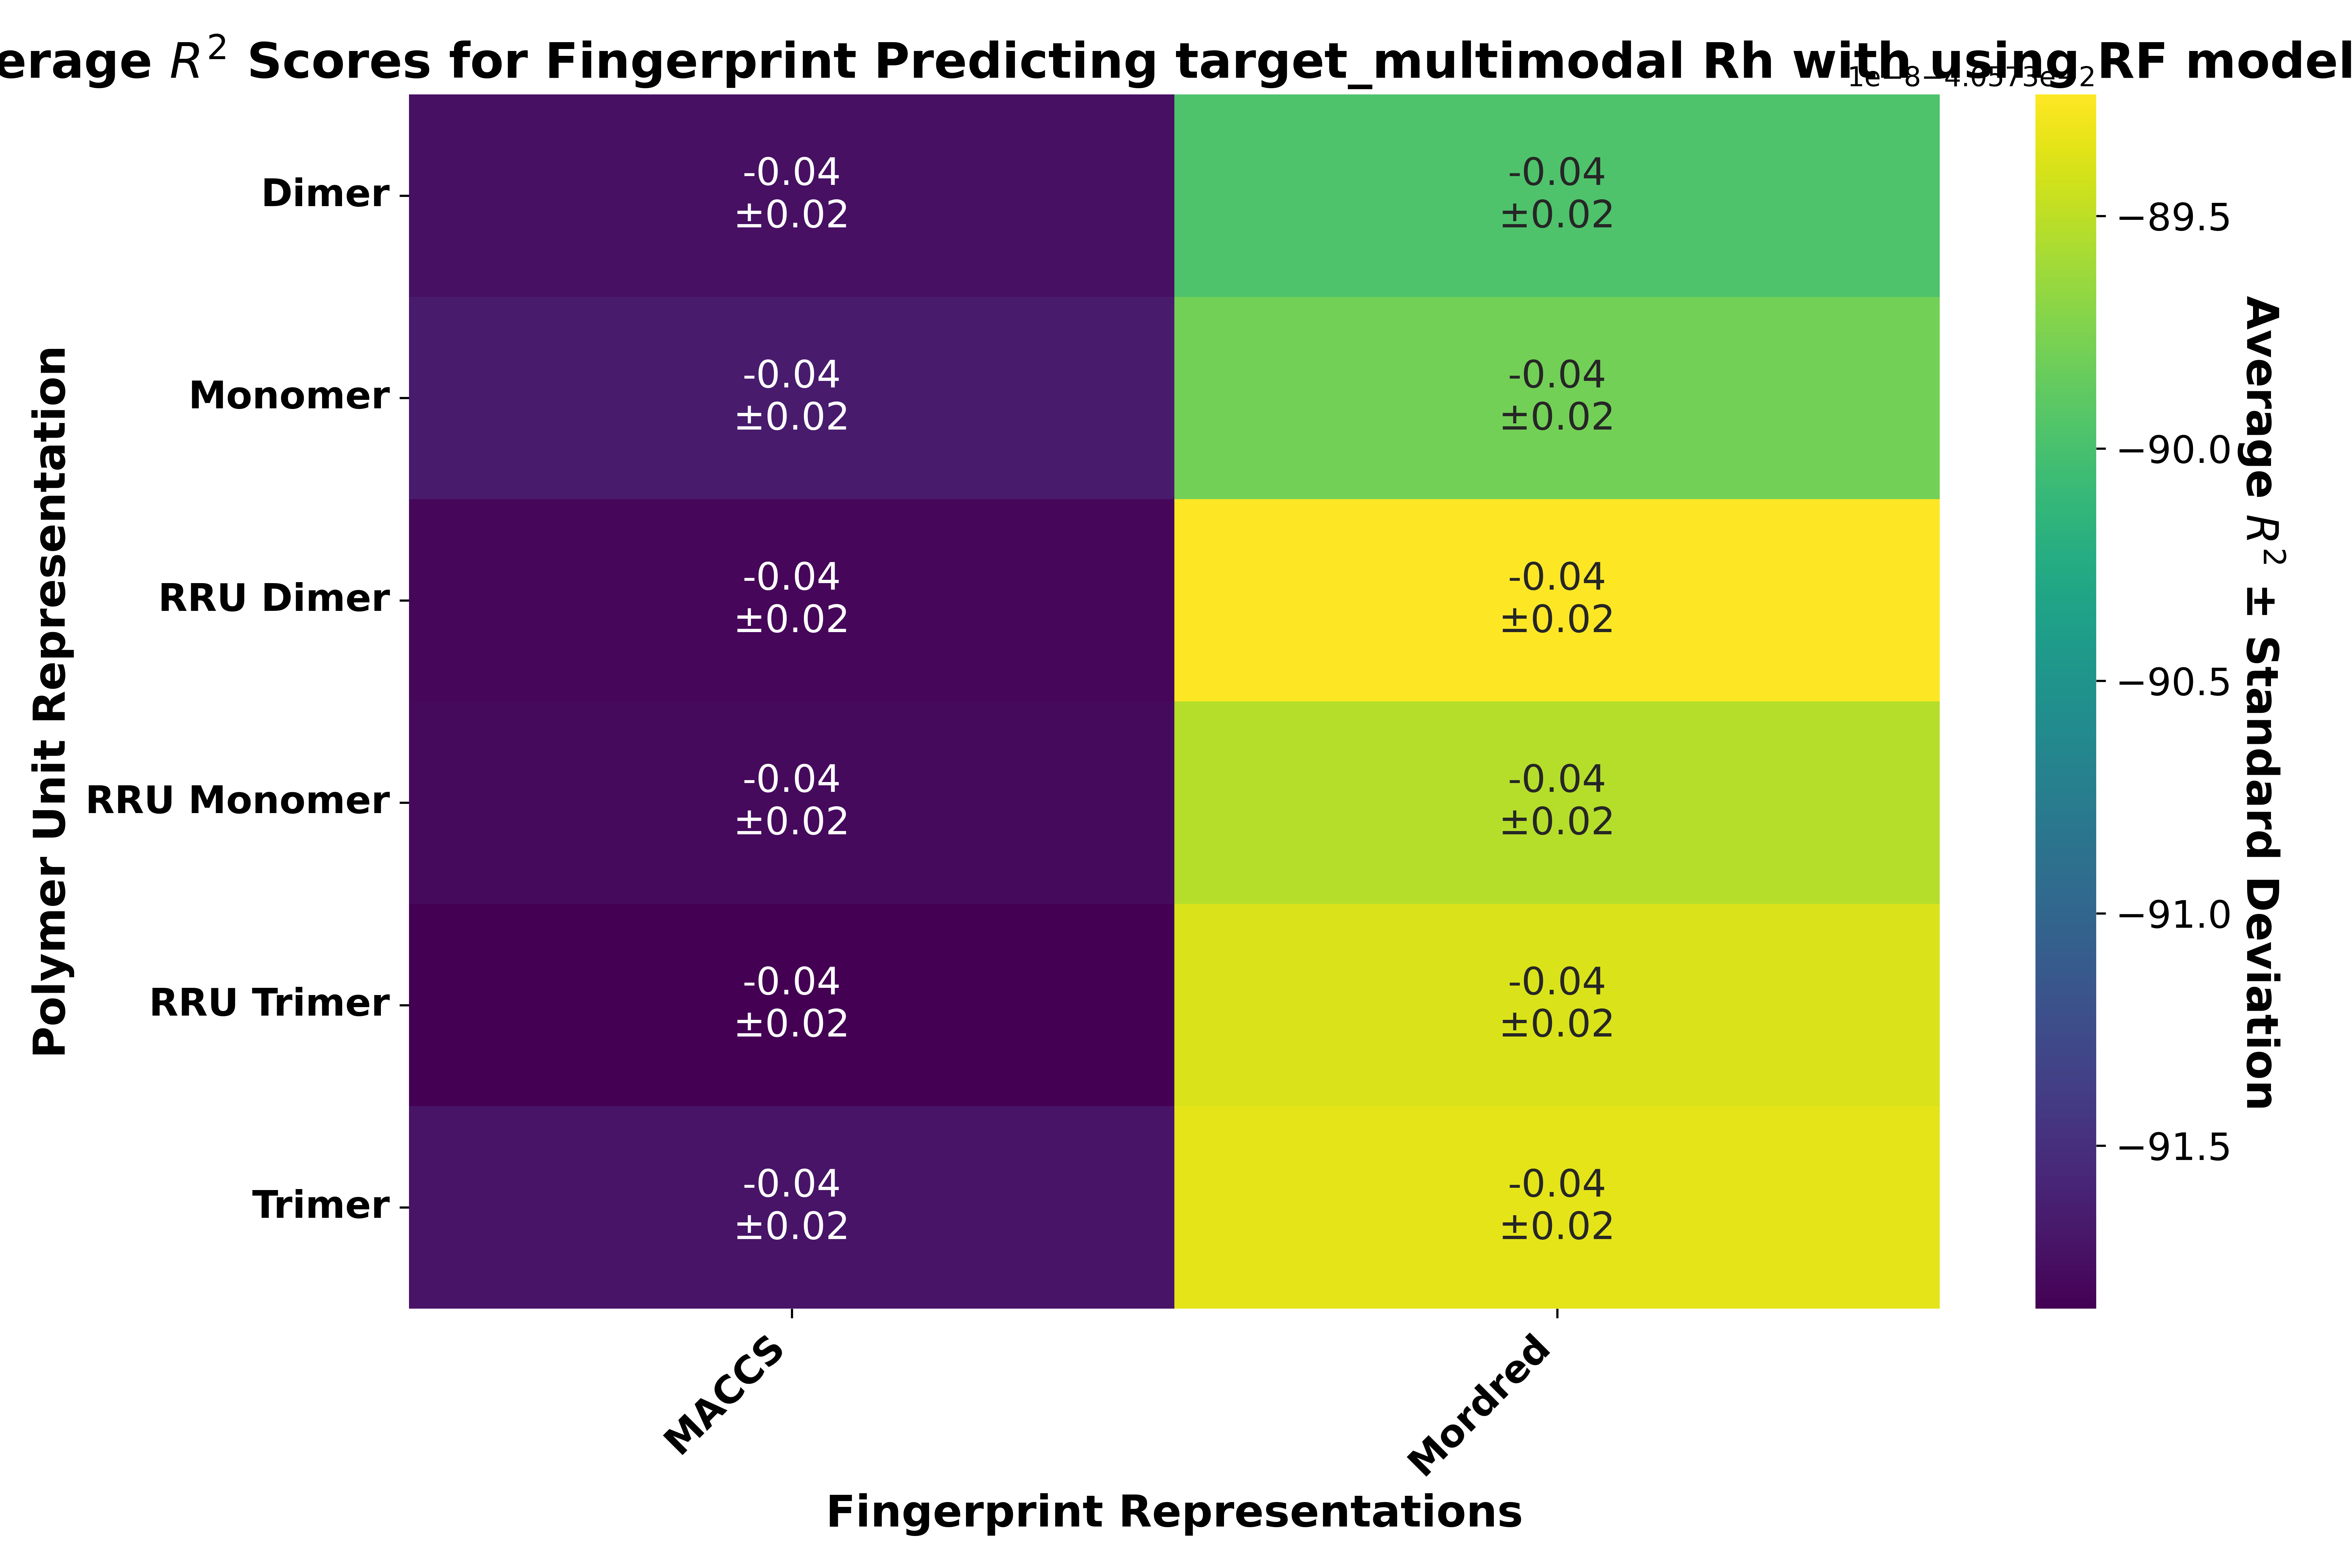 erage R² Scores for Fingerprint Predicting target_multimodal Rh with using RF model
Polymer Unit Representation
Dimer
-0.04
±0.02
-0.04
±0.02
Monomer
-0.04
±0.02
-0.04
±0.02
RRU Dimer
-0.04
±0.02
-0.04
±0.02
RRU Monomer
-0.04
±0.02
-0.04
±0.02
RRU Trimer
-0.04
±0.02
-0.04
±0.02
Trimer
-0.04
±0.02
-0.04
±0.02
MACCS
Mordred
Fingerprint Representations
−89.5
−90.0
−90.5
−91.0
−91.5
Average R² ± Standard Deviation